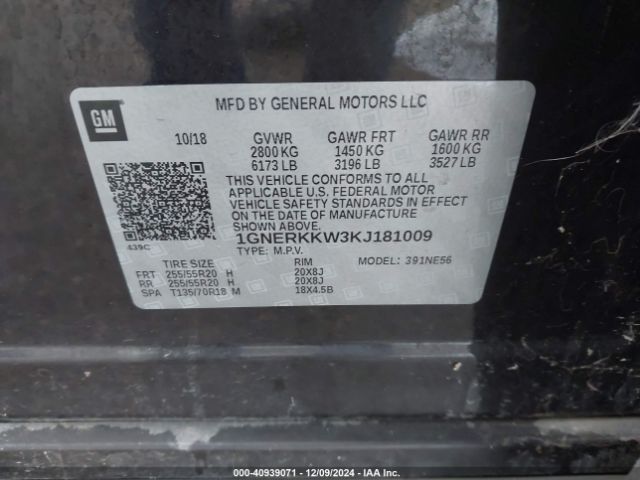 GM
MFD BY GENERAL MOTORS LLC
10/18 GVWR GAWR FRT GAWR RR
2800 KG 1450 KG 1600 KG
6173 LB 3196 LB 3527 LB
THIS VEHICLE CONFORMS TO ALL
APPLICABLE U.S. FEDERAL MOTOR
VEHICLE SAFETY STANDARDS IN EFFECT
ON THE DATE OF MANUFACTURE
SHOWN ABOVE.
439C 1GNERKKW3KJ181009
TYPE: M.P.V. MODEL: 391NE56
TIRE SIZE RIM
FRT 255/55R20 H 20X8J
RR 255/55R20 H 20X8J
SPA T135/70R18 M 18X4.5B
000-40939071 - 12/09/2024 - IAAI.COM